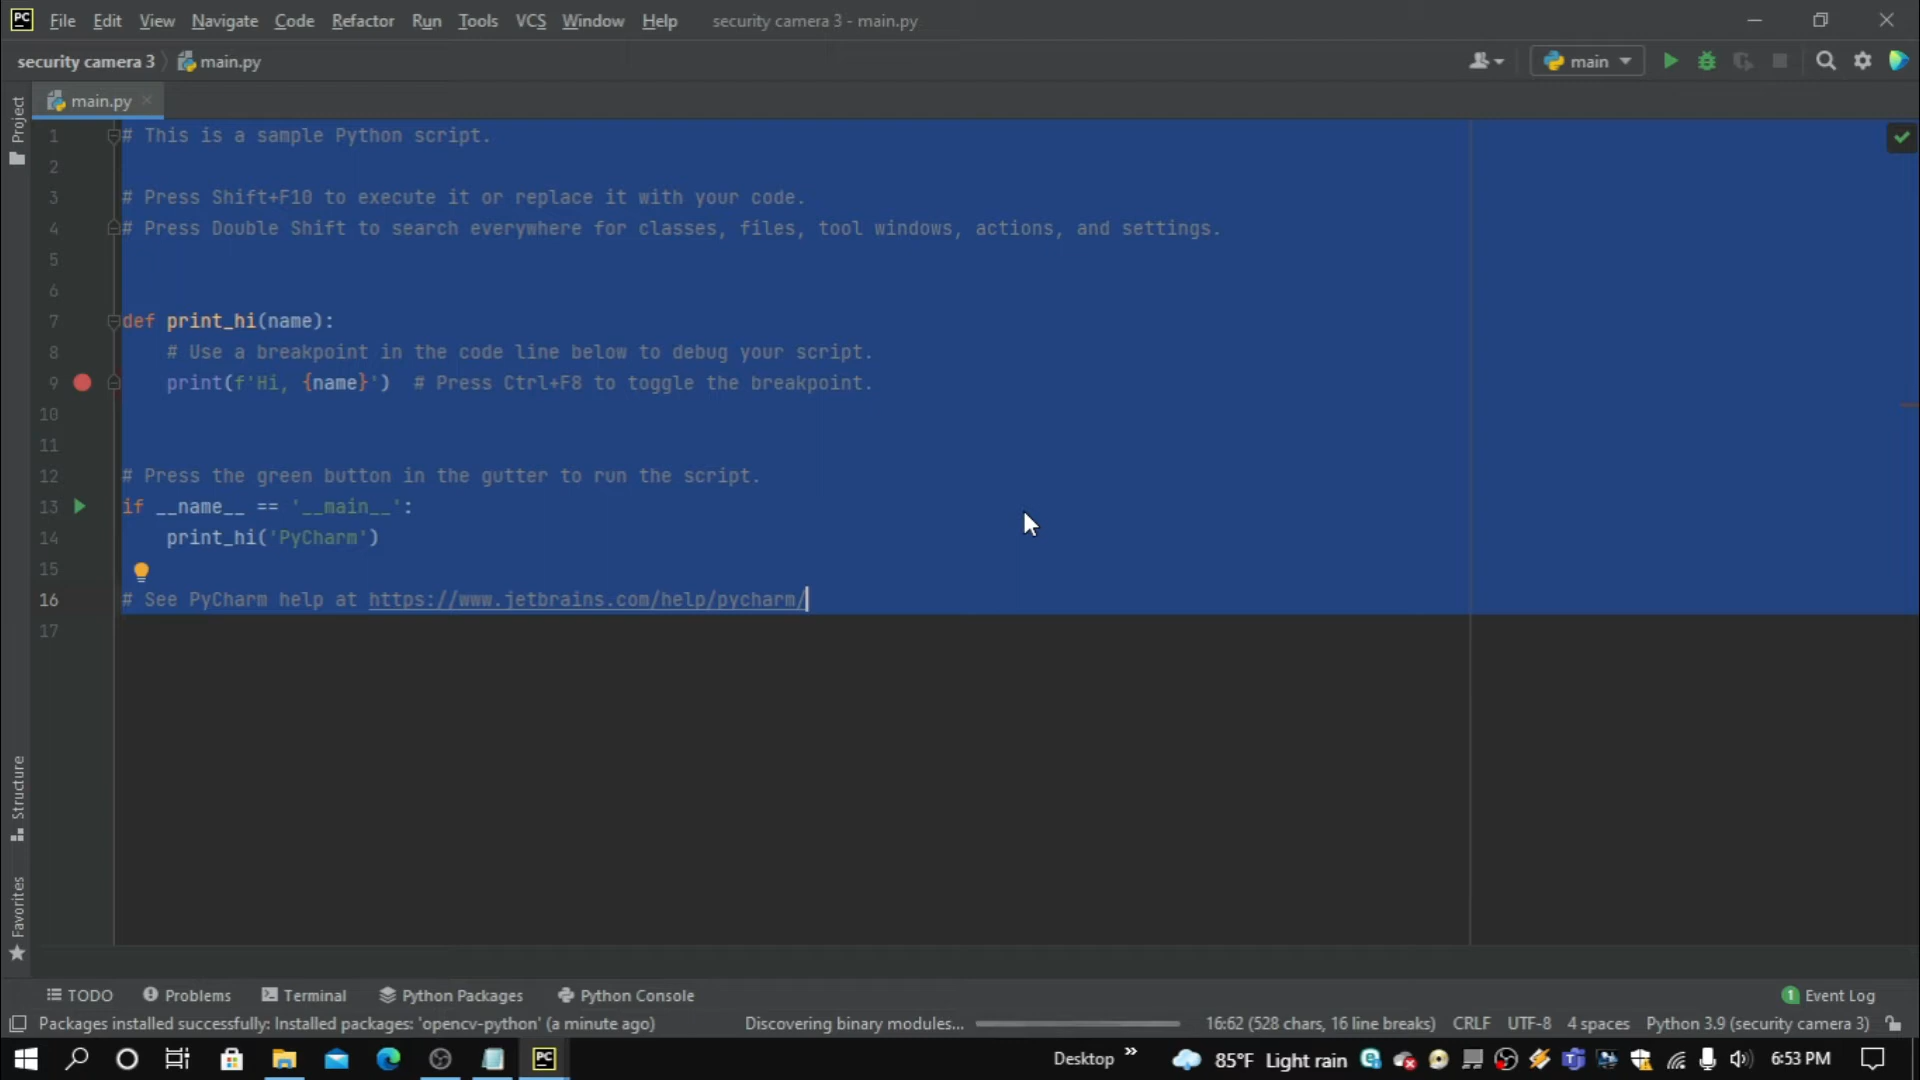 PC File Edit View Navigate Code Refactor Run Tools VCS Window Help security camera 3 - main.py
security camera 3 main.py main
main.py
Project
1 # This is a sample Python script.
2
3 # Press Shift+F10 to execute it or replace it with your code.
4 # Press Double Shift to search everywhere for classes, files, tool windows, actions, and settings.
5
6
7 def print_hi(name):
8 # Use a breakpoint in the code line below to debug your script.
9 print(f'Hi, {name}') # Press Ctrl+F8 to toggle the breakpoint.
10
11
12 # Press the green button in the gutter to run the script.
13 if __name__ == '__main__':
14 print_hi('PyCharm')
15
16 # See PyCharm help at https://www.jetbrains.com/help/pycharm/
17
Structure
Favorites
TODO Problems Terminal Python Packages Python Console 1 Event Log
Packages installed successfully: Installed packages: 'opencv-python' (a minute ago) Discovering binary modules... 16:62 (528 chars, 16 line breaks) CRLF UTF-8 4 spaces Python 3.9 (security camera 3)
PC Desktop » 85°F Light rain 6:53 PM